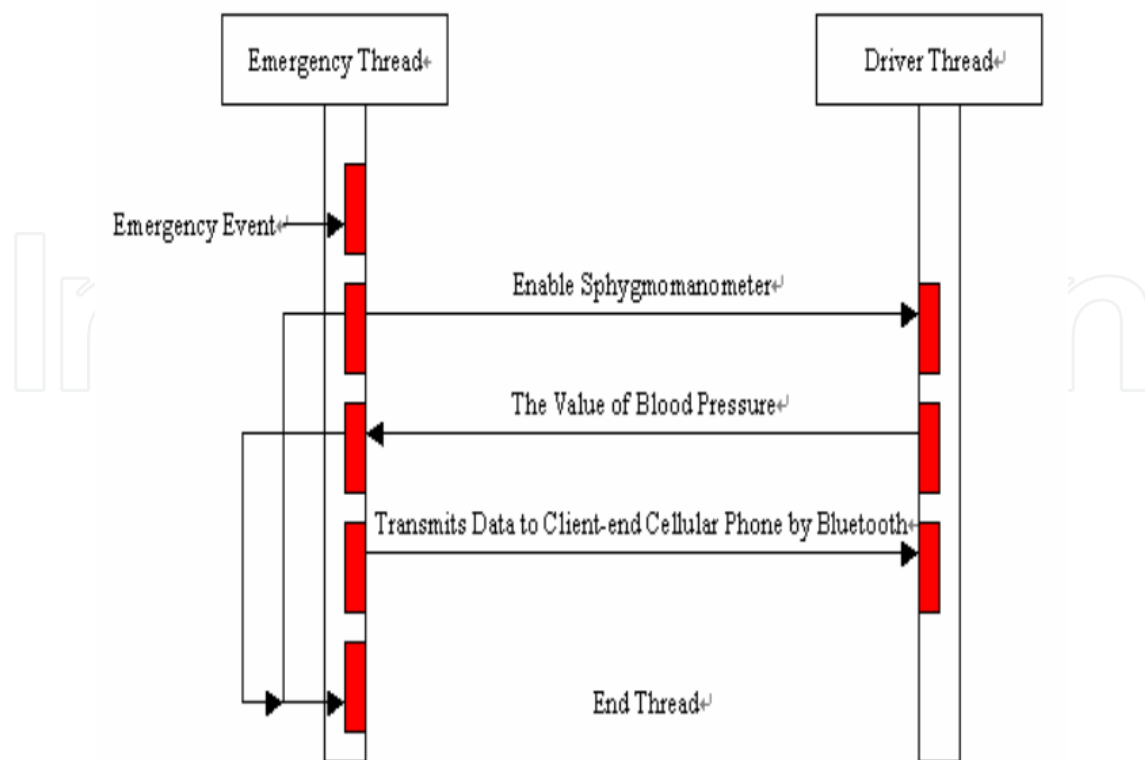 Emergency Thread↵
Driver Thread↵
Emergency Event↵
Enable Sphygmomanometer↵
The Value of Blood Pressure↵
Transmits Data to Client-end Cellular Phone by Bluetooth↵
End Thread↵